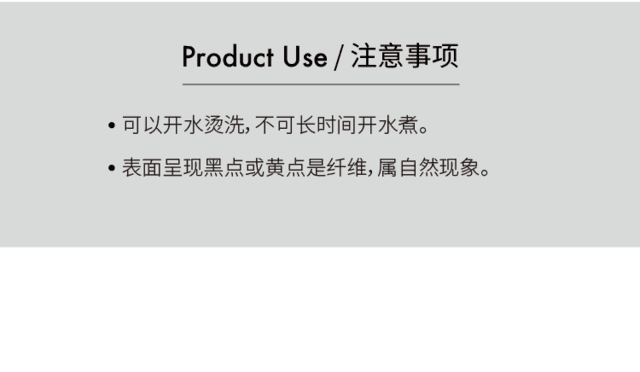 Product Use / 注意事项
• 可以开水烫洗，不可长时间开水煮。
• 表面呈现黑点或黄点是纤维，属自然现象。